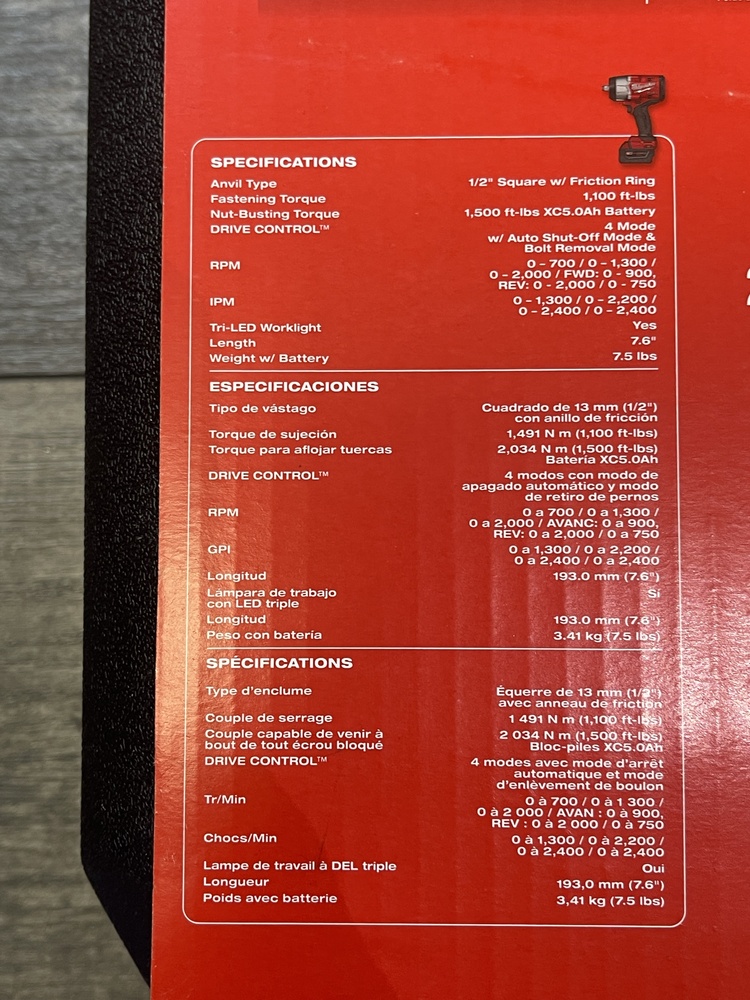 SPECIFICATIONS
Anvil Type 1/2" Square w/ Friction Ring
Fastening Torque 1,100 ft-lbs
Nut-Busting Torque 1,500 ft-lbs XC5.0Ah Battery
DRIVE CONTROL™ 4 Mode
w/ Auto Shut-Off Mode &
Bolt Removal Mode
RPM 0 - 700 / 0 - 1,300 /
0 - 2,000 / FWD: 0 - 900,
REV: 0 - 2,000 / 0 - 750
IPM 0 - 1,300 / 0 - 2,200 /
0 - 2,400 / 0 - 2,400
Tri-LED Worklight Yes
Length 7.6"
Weight w/ Battery 7.5 lbs
ESPECIFICACIONES
Tipo de vástago Cuadrado de 13 mm (1/2")
con anillo de fricción
Torque de sujeción 1,491 N m (1,100 ft-lbs)
Torque para aflojar tuercas 2,034 N m (1,500 ft-lbs)
Batería XC5.0Ah
DRIVE CONTROL™ 4 modos con modo de
apagado automático y modo
de retiro de pernos
RPM 0 a 700 / 0 a 1,300 /
0 a 2,000 / AVANC: 0 a 900,
REV: 0 a 2,000 / 0 a 750
GPI 0 a 1,300 / 0 a 2,200 /
0 a 2,400 / 0 a 2,400
Longitud 193.0 mm (7.6")
Lámpara de trabajo Sí
con LED triple
Longitud 193.0 mm (7.6")
Peso con batería 3.41 kg (7.5 lbs)
SPÉCIFICATIONS
Type d'enclume Équerre de 13 mm (1/2")
avec anneau de friction
Couple de serrage 1 491 N m (1,100 ft-lbs)
Couple capable de venir à 2 034 N m (1,500 ft-lbs)
bout de tout écrou bloqué Bloc-piles XC5.0Ah
DRIVE CONTROL™ 4 modes avec mode d'arrêt
automatique et mode
d'enlèvement de boulon
Tr/Min 0 à 700 / 0 à 1 300 /
0 à 2 000 / AVAN : 0 à 900,
REV : 0 à 2 000 / 0 à 750
Chocs/Min 0 à 1,300 / 0 à 2,200 /
0 à 2,400 / 0 à 2,400
Lampe de travail à DEL triple Oui
Longueur 193,0 mm (7.6")
Poids avec batterie 3,41 kg (7.5 lbs)